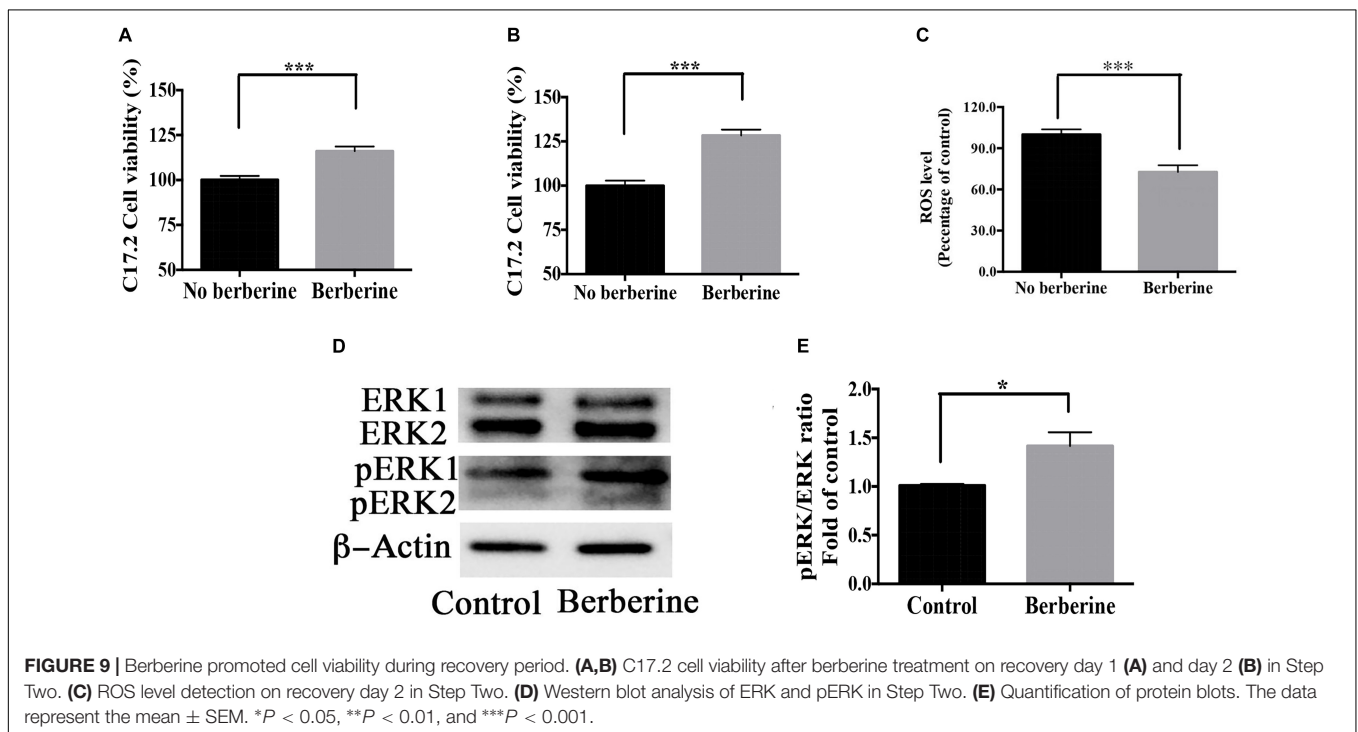 A
C17.2 Cell viability (%)
150
125
100
75
50
***
No berberine
Berberine
B
C17.2 Cell viability (%)
150
125
100
75
50
***
No berberine
Berberine
C
ROS level
(Pecentage of control)
120.0
90.0
60.0
30.0
0.0
***
No berberine
Berberine
D
ERK1
ERK2
pERK1
pERK2
β-Actin
Control Berberine
E
pERK/ERK ratio
Fold of control
2.0
1.5
1.0
0.5
0.0
*
Control
Berberine
FIGURE 9 | Berberine promoted cell viability during recovery period. (A,B) C17.2 cell viability after berberine treatment on recovery day 1 (A) and day 2 (B) in Step
Two. (C) ROS level detection on recovery day 2 in Step Two. (D) Western blot analysis of ERK and pERK in Step Two. (E) Quantification of protein blots. The data
represent the mean ± SEM. *P < 0.05, **P < 0.01, and ***P < 0.001.